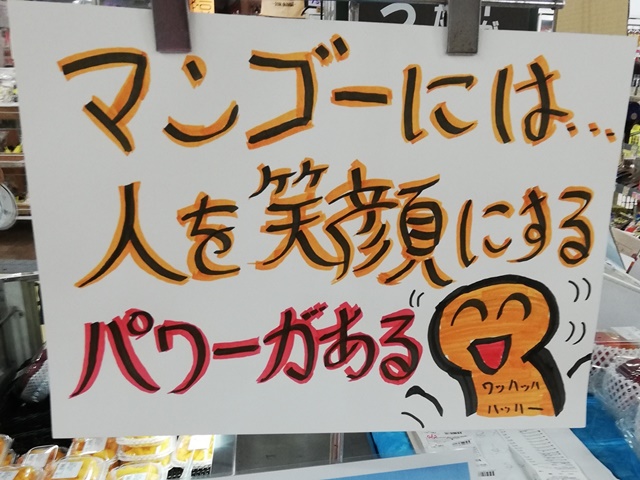 マンゴーには...
人を笑顔にする
パワーがある
ワッハッハ
ハッハー